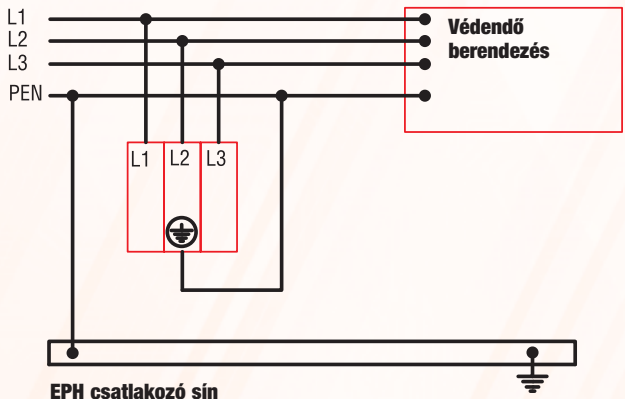 L1
L2
L3
PEN
Védendő
berendezés
L1 L2 L3
EPH csatlakozó sín